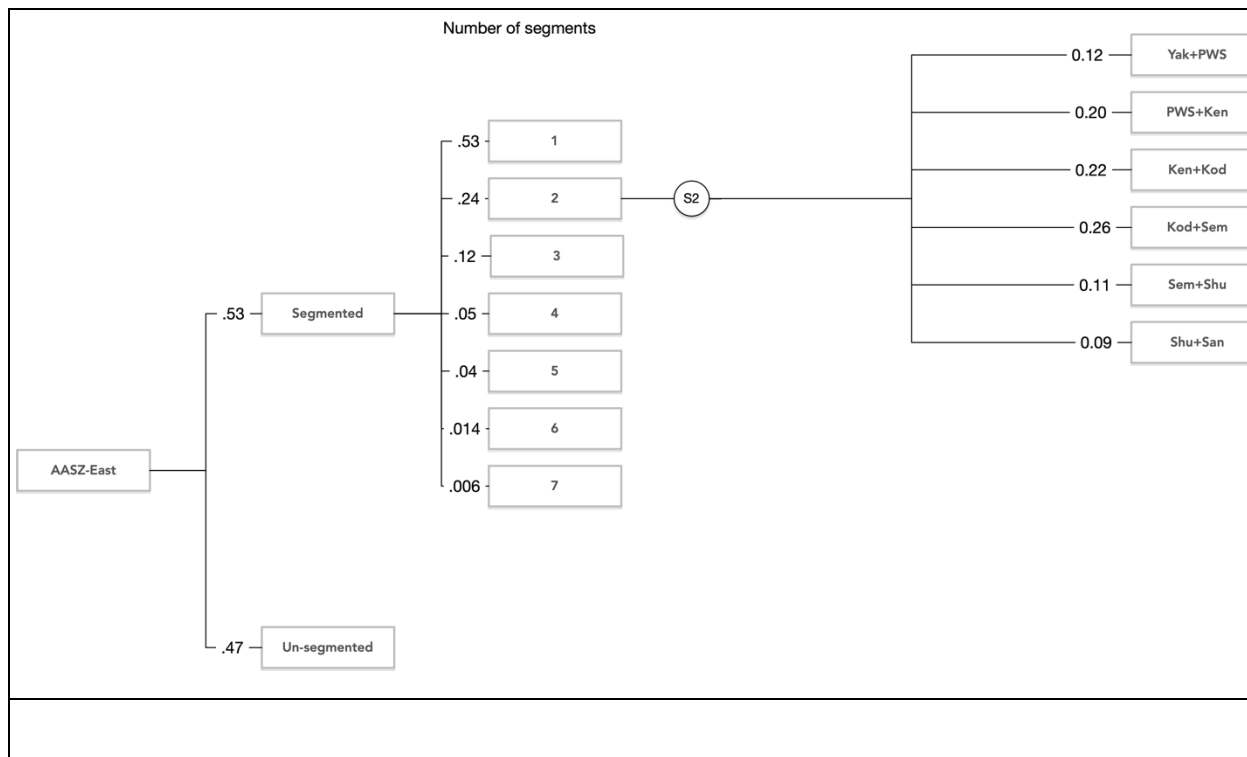 Number of segments
0.12 Yak+PWS
0.20 PWS+Ken
.53 1
0.22 Ken+Kod
.24 2 S2
0.26 Kod+Sem
.12 3
0.11 Sem+Shu
.53 Segmented .05 4
0.09 Shu+San
.04 5
.014 6
AASZ-East
.006 7
.47 Un-segmented